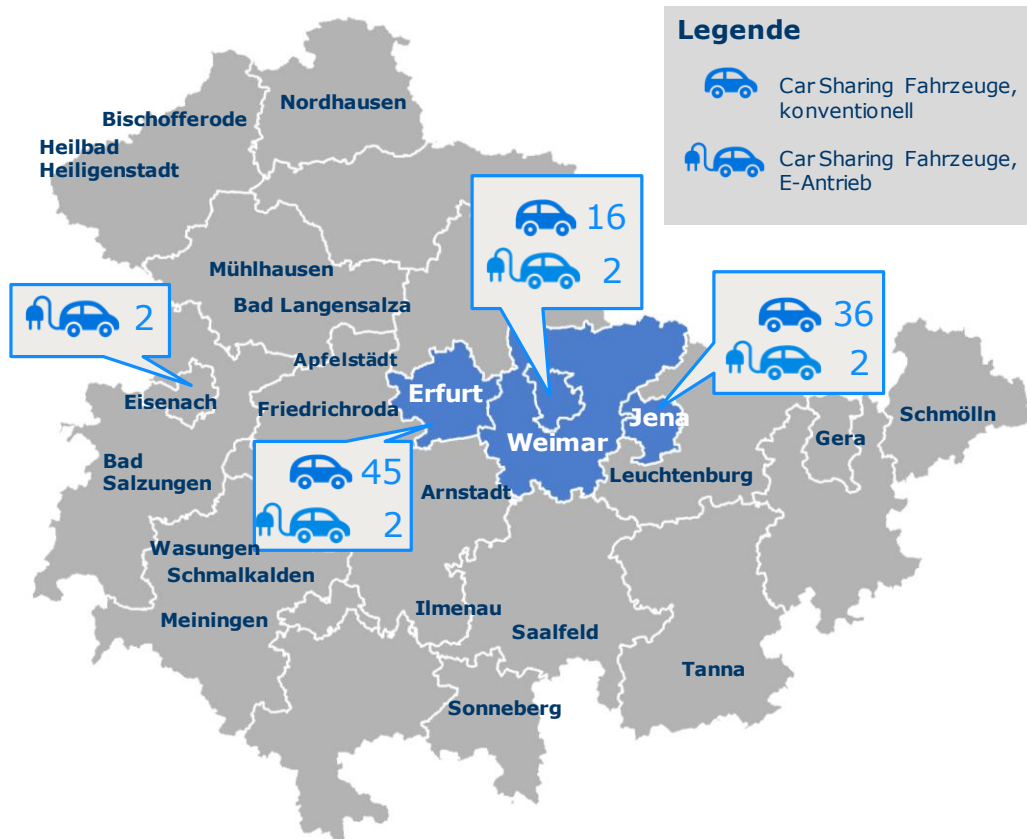 Legende
Car Sharing Fahrzeuge,
konventionell
Car Sharing Fahrzeuge,
E-Antrieb
Nordhausen
Bischofferode
Heilbad
Heiligenstadt
16
2
Mühlhausen
Bad Langensalza
2
36
2
Apfelstädt
Eisenach
Friedrichroda
Erfurt
Weimar
Jena
Schmölln
Gera
Bad
Salzungen
45
2
Arnstadt
Leuchtenburg
Wasungen
Schmalkalden
Meiningen
Ilmenau
Saalfeld
Tanna
Sonneberg